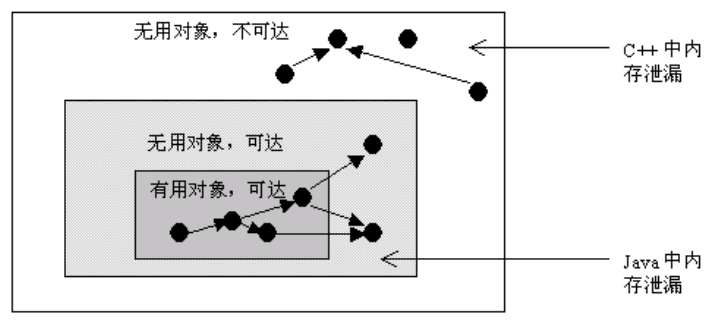 无用对象，不可达
C++ 中内
存泄漏
无用对象，可达
有用对象，可达
Java 中内
存泄漏